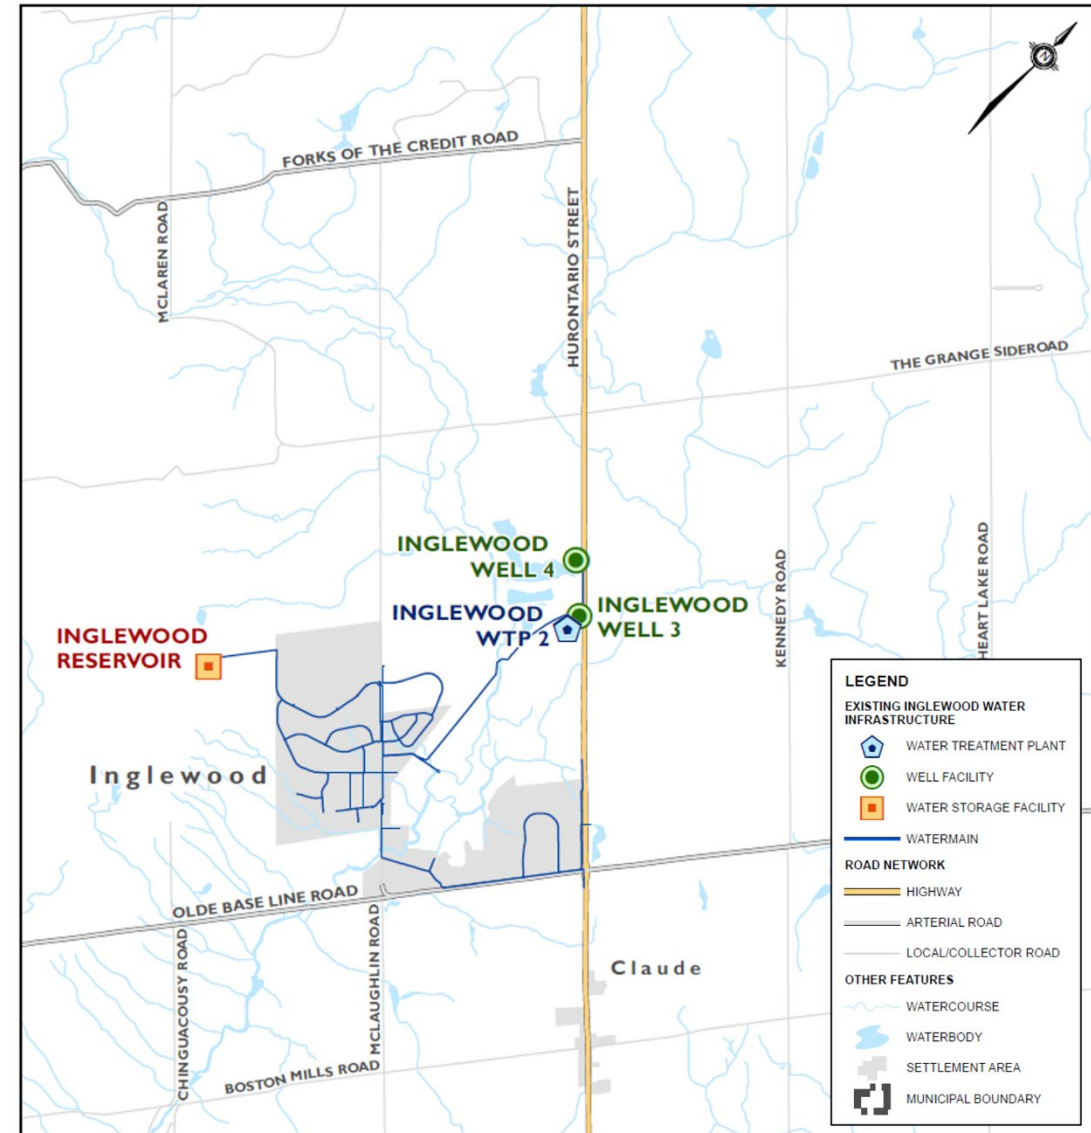 N
FORKS OF THE CREDIT ROAD
MCLAREN ROAD
HURONTARIO STREET
THE GRANGE SIDEROAD
INGLEWOOD
WELL 4
INGLEWOOD
WTP 2
INGLEWOOD
WELL 3
KENNEDY ROAD
HEART LAKE ROAD
INGLEWOOD
RESERVOIR
Inglewood
OLDE BASE LINE ROAD
CHINGUACOUSY ROAD
MCLAUGHLIN ROAD
Claude
BOSTON MILLS ROAD
LEGEND
EXISTING INGLEWOOD WATER
INFRASTRUCTURE
WATER TREATMENT PLANT
WELL FACILITY
WATER STORAGE FACILITY
WATERMAIN
ROAD NETWORK
HIGHWAY
ARTERIAL ROAD
LOCAL/COLLECTOR ROAD
OTHER FEATURES
WATERCOURSE
WATERBODY
SETTLEMENT AREA
MUNICIPAL BOUNDARY